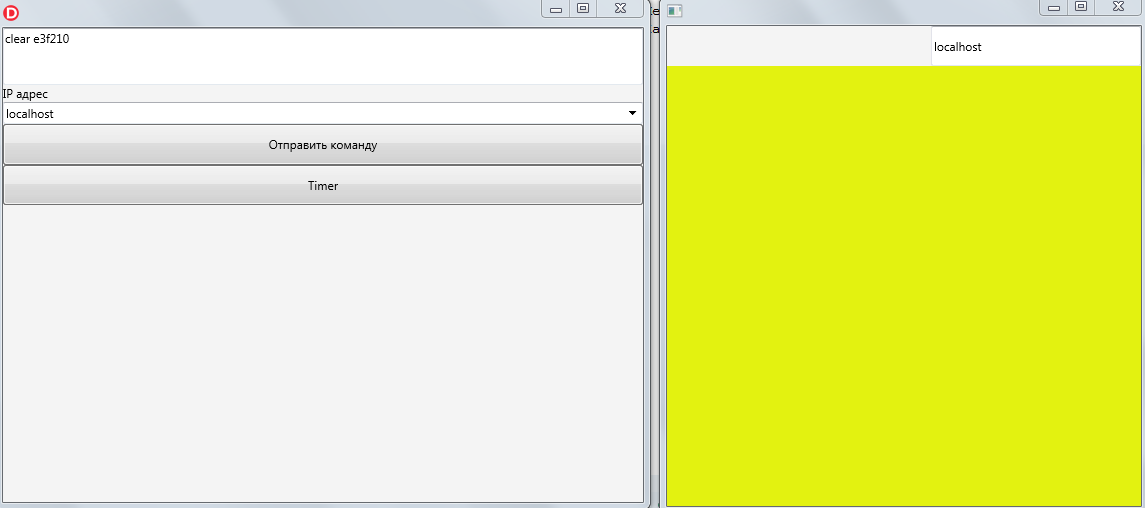 D
clear e3f210
IP адрес
localhost
Отправить команду
Timer
localhost